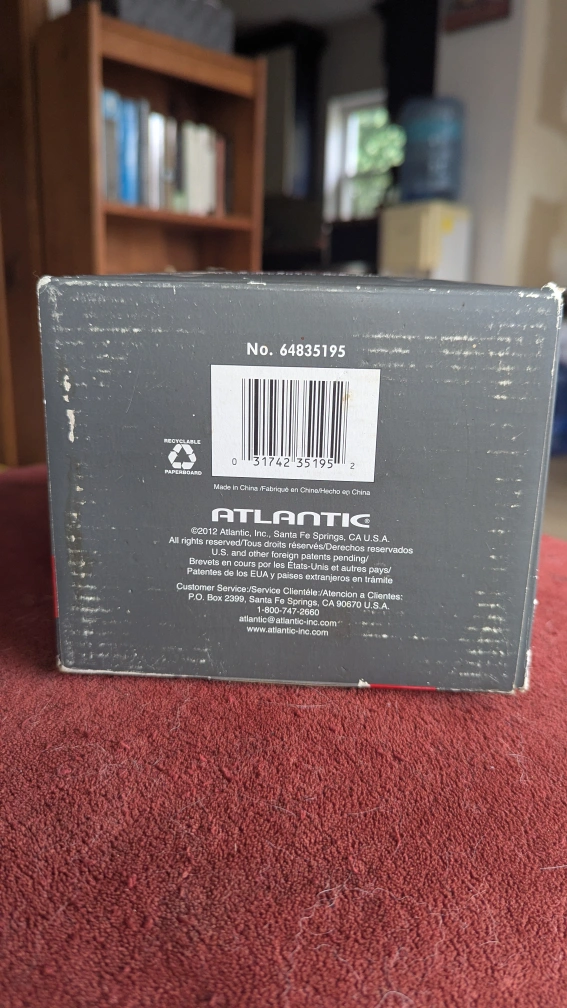 No. 64835195
RECYCLABLE
PAPERBOARD
0 31742 35195 2
Made in China /Fabriqué en China/Hecho en China
ATLANTIC
©2012 Atlantic, Inc., Santa Fe Springs, CA U.S.A.
All rights reserved/Tous droits réservés/Derechos reservados
U.S. and other foreign patents pending/
Brevets en cours por les États-Unis et autres pays/
Patentes de los EUA y paises extranjeros en trámite
Customer Service:/Service Clientéle:/Atencion a Clientes:
P.O. Box 2399, Santa Fe Springs, CA 90670 U.S.A.
1-800-747-2660
atlantic@atlantic-inc.com
www.atlantic-inc.com